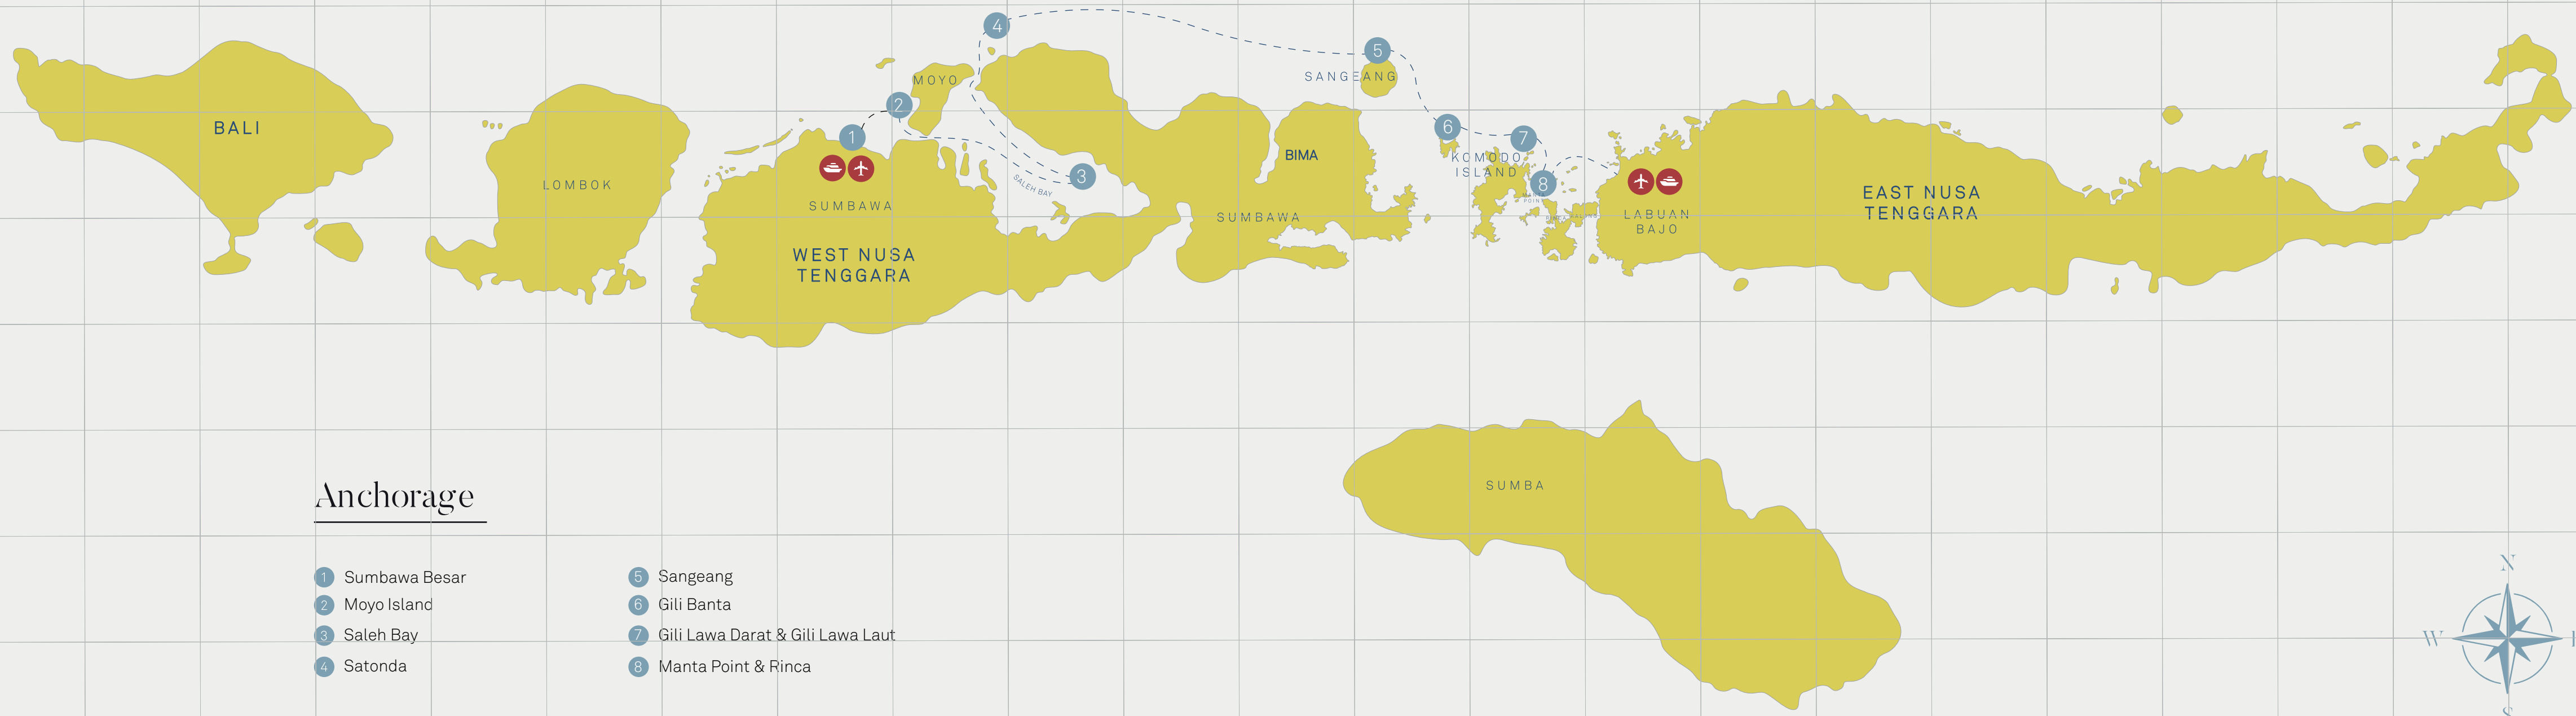 4
5
MOYO
SANGEANG
2
BALI
6
1
7
BIMA
KOMODO
ISLAND
LOMBOK
SALEH BAY
3
8
POINT
SUMBAWA
SUMBAWA
LABUAN
BAJO
EAST NUSA
TENGGARA
WEST NUSA
TENGGARA
SUMBA
Anchorage
1 Sumbawa Besar
2 Moyo Island
3 Saleh Bay
4 Satonda
5 Sangeang
6 Gili Banta
7 Gili Lawa Darat & Gili Lawa Laut
8 Manta Point & Rinca
N
W